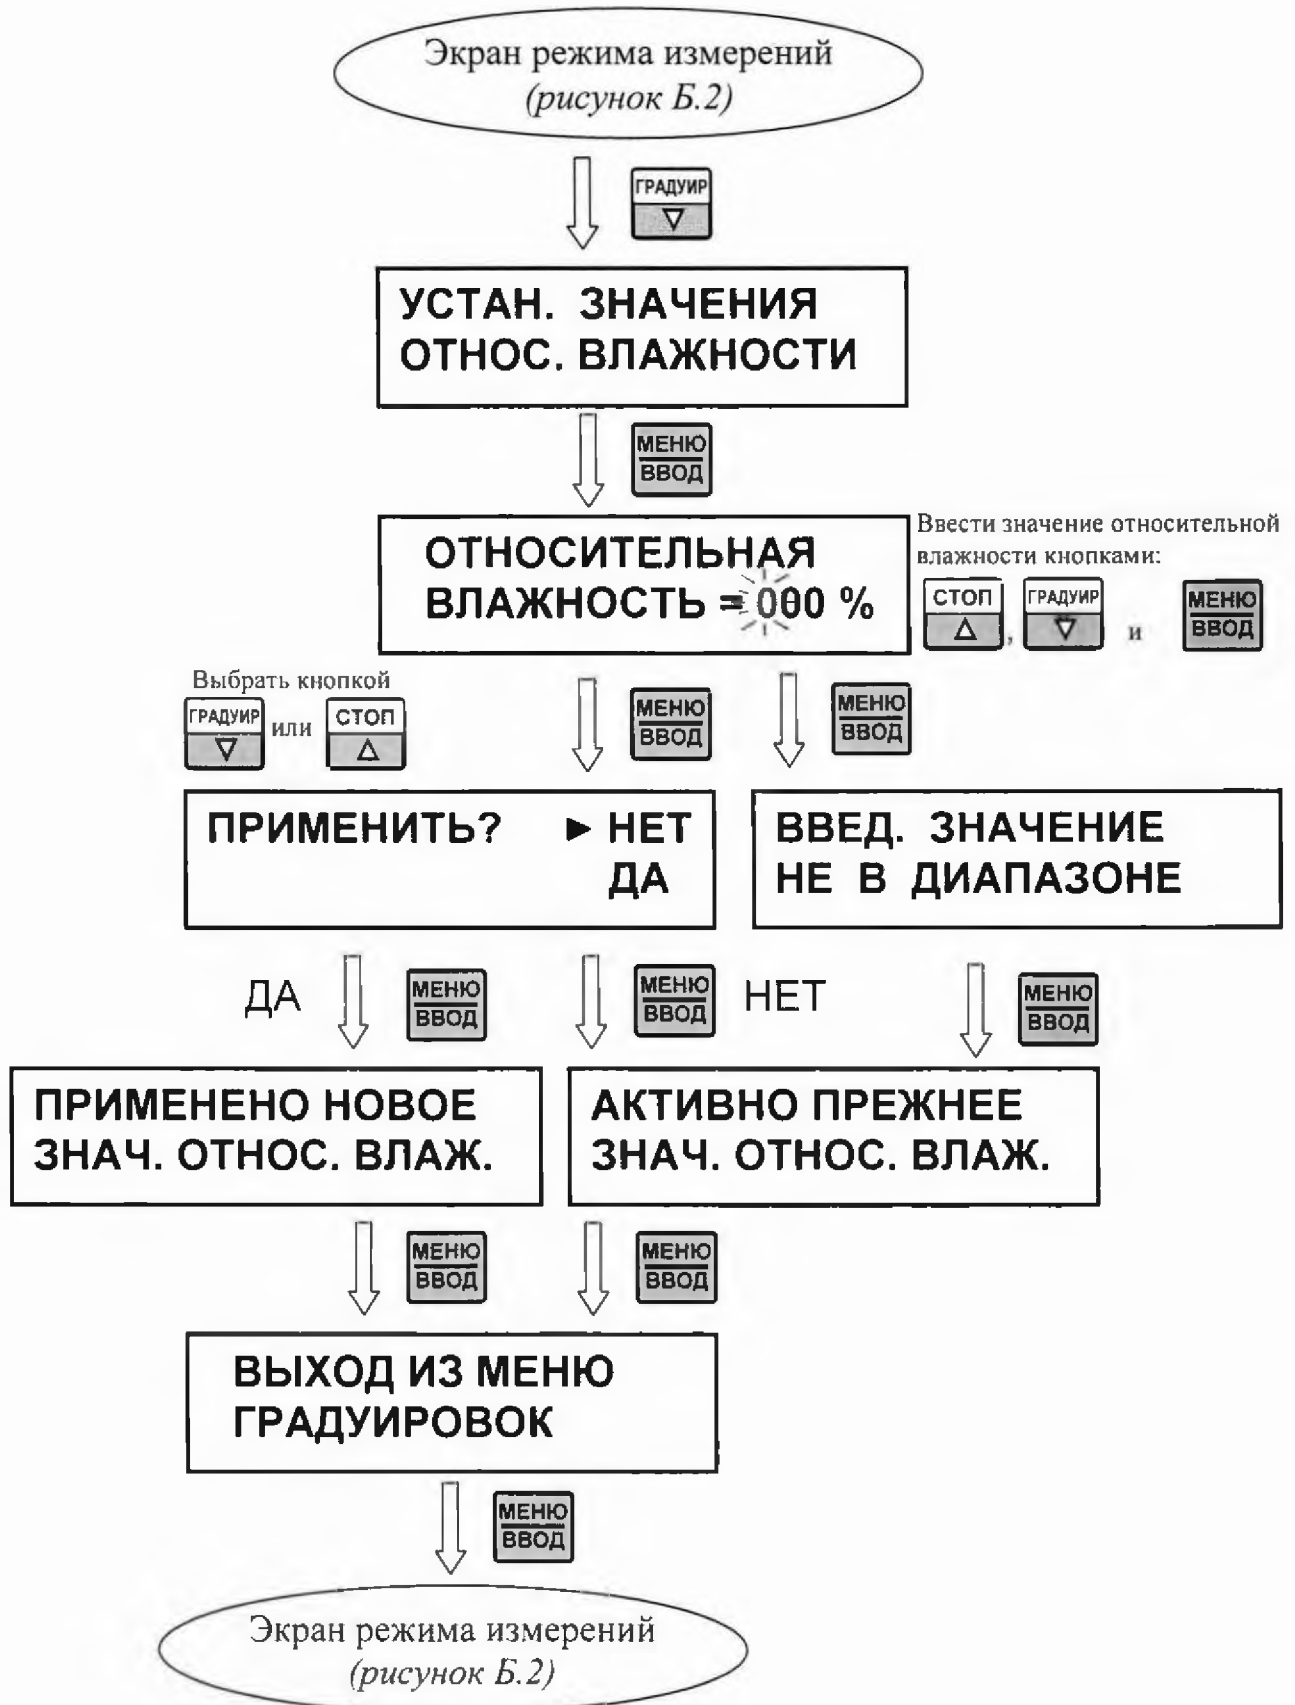 Экран режима измерений
(рисунок Б.2)
ГРАДУИР
УСТАН. ЗНАЧЕНИЯ
ОТНОС. ВЛАЖНОСТИ
МЕНЮ
ВВОД
ОТНОСИТЕЛЬНАЯ
ВЛАЖНОСТЬ = 000 %
Ввести значение относительной
влажности кнопками:
СТОП , ГРАДУИР и МЕНЮ
ВВОД
Выбрать кнопкой
ГРАДУИР или СТОП
МЕНЮ
ВВОД
МЕНЮ
ВВОД
ПРИМЕНИТЬ? ► НЕТ
ДА
ВВЕД. ЗНАЧЕНИЕ
НЕ В ДИАПАЗОНЕ
ДА
МЕНЮ
ВВОД
МЕНЮ
ВВОД
НЕТ
МЕНЮ
ВВОД
ПРИМЕНЕНО НОВОЕ
ЗНАЧ. ОТНОС. ВЛАЖ.
АКТИВНО ПРЕЖНЕЕ
ЗНАЧ. ОТНОС. ВЛАЖ.
МЕНЮ
ВВОД
МЕНЮ
ВВОД
ВЫХОД ИЗ МЕНЮ
ГРАДУИРОВОК
МЕНЮ
ВВОД
Экран режима измерений
(рисунок Б.2)